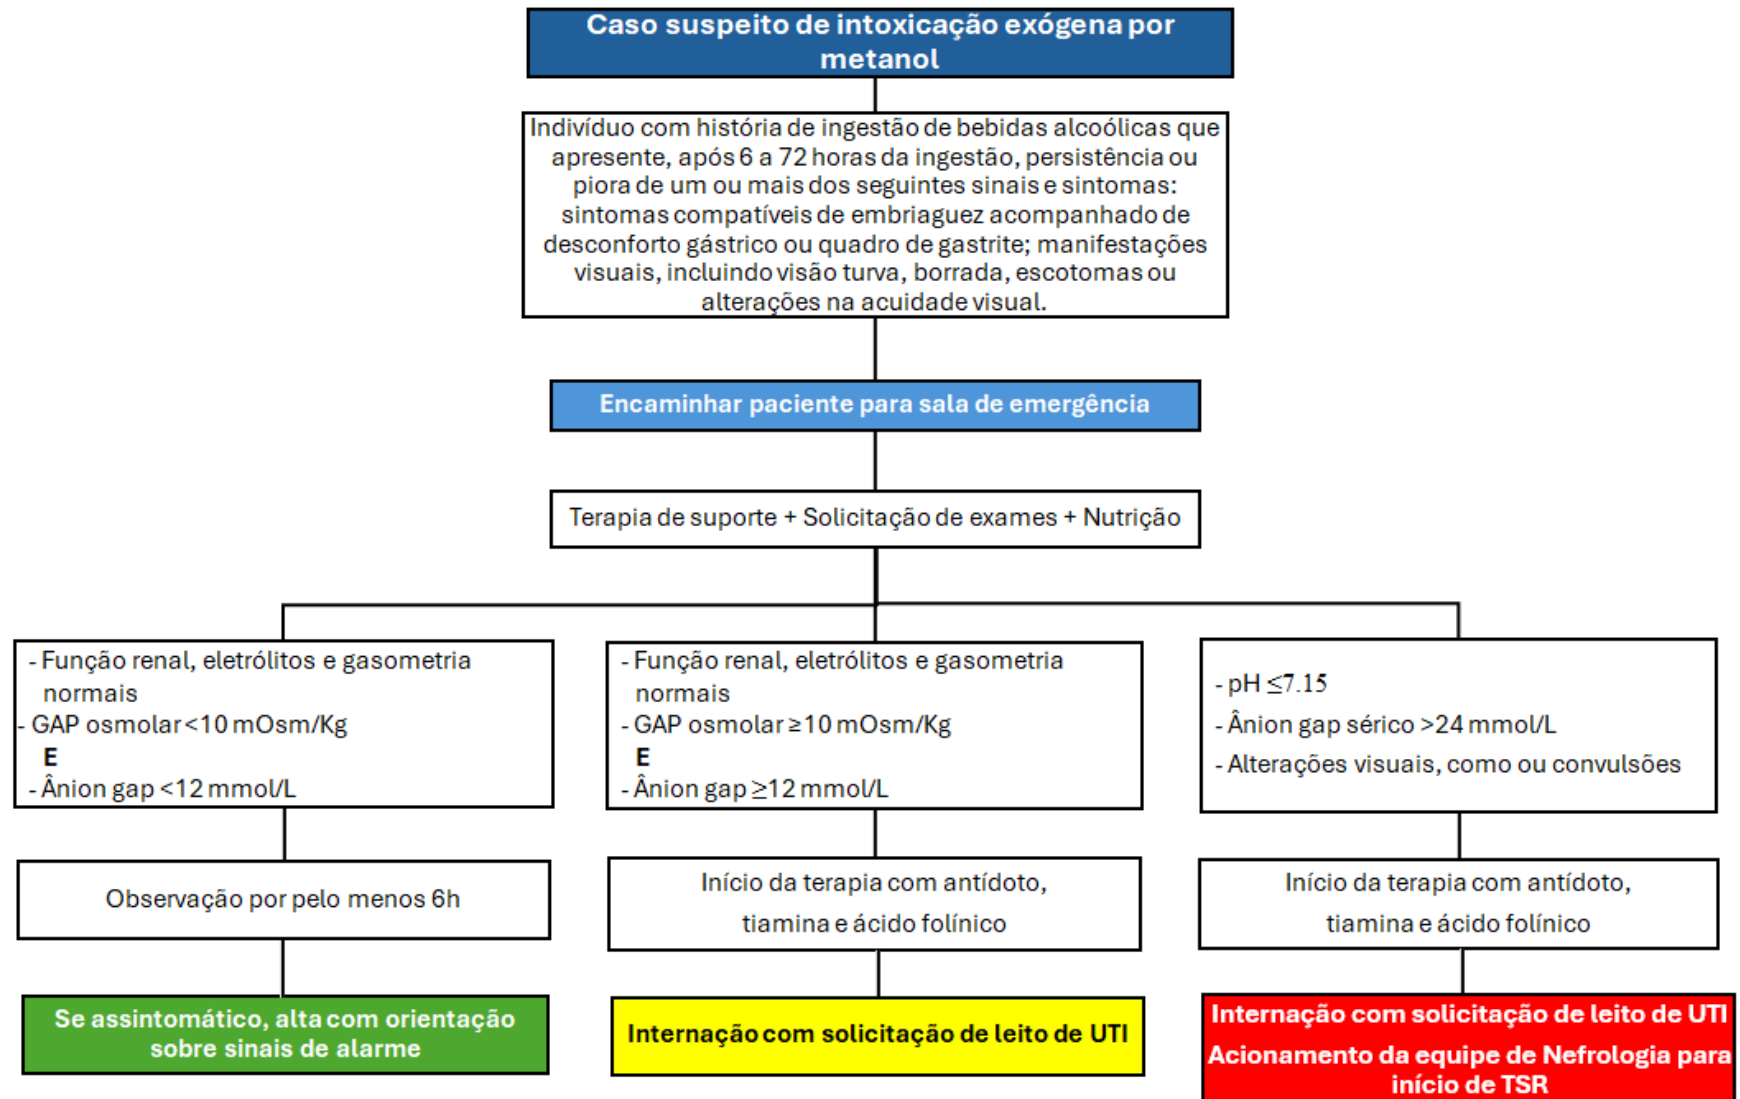 Caso suspeito de intoxicação exógena por
metanol
Indivíduo com história de ingestão de bebidas alcoólicas que
apresente, após 6 a 72 horas da ingestão, persistência ou
piora de um ou mais dos seguintes sinais e sintomas:
sintomas compatíveis de embriaguez acompanhado de
desconforto gástrico ou quadro de gastrite; manifestações
visuais, incluindo visão turva, borrada, escotomas ou
alterações na acuidade visual.
Encaminhar paciente para sala de emergência
Terapia de suporte + Solicitação de exames + Nutrição
- Função renal, eletrólitos e gasometria
normais
- GAP osmolar <10 mOsm/Kg
E
- Ânion gap <12 mmol/L
Observação por pelo menos 6h
Se assintomático, alta com orientação
sobre sinais de alarme
- Função renal, eletrólitos e gasometria
normais
- GAP osmolar ≥10 mOsm/Kg
E
- Ânion gap ≥12 mmol/L
Início da terapia com antídoto,
tiamina e ácido folínico
Internação com solicitação de leito de UTI
- pH ≤7.15
- Ânion gap sérico >24 mmol/L
- Alterações visuais, como ou convulsões
Início da terapia com antídoto,
tiamina e ácido folínico
Internação com solicitação de leito de UTI
Acionamento da equipe de Nefrologia para
início de TSR